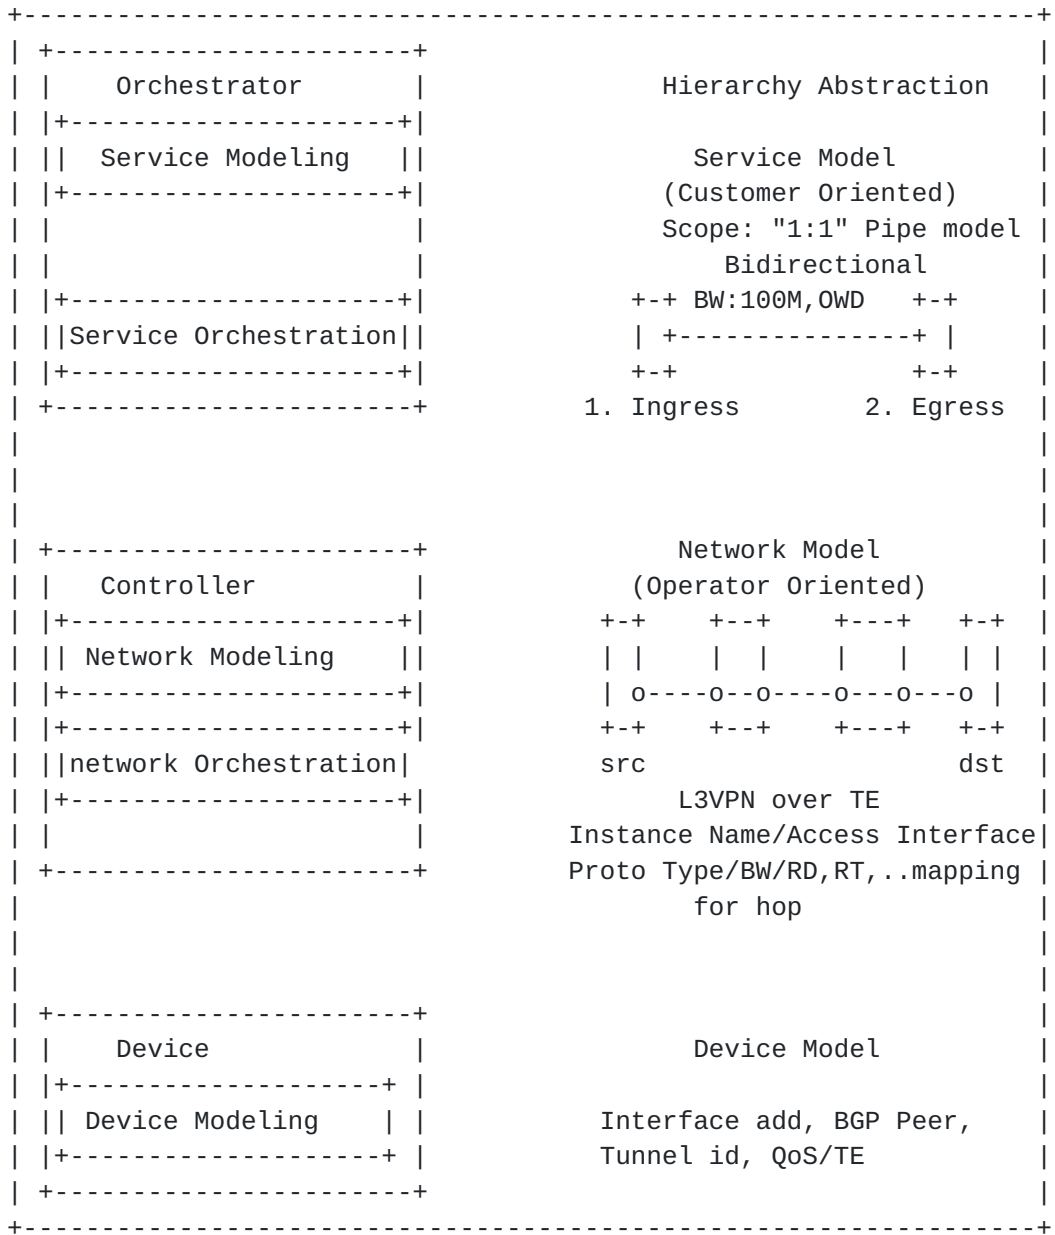 +-----------------------------------------------------------------+
| +-----------------------+                                       |
| |    Orchestrator       |               Hierarchy Abstraction   |
| |+---------------------+|                                       |
| ||  Service Modeling   ||                 Service Model         |
| |+---------------------+|               (Customer Oriented)     |
| |                       |               Scope: "1:1" Pipe model |
| |                       |                   Bidirectional       |
| |+---------------------+|             +-+ BW:100M,OWD   +-+     |
| ||Service Orchestration||             | +---------------+ |     |
| |+---------------------+|             +-+               +-+     |
| +-----------------------+          1. Ingress        2. Egress  |
|                                                                 |
|                                                                 |
|                                                                 |
| +-----------------------+                Network Model          |
| |   Controller          |             (Operator Oriented)       |
| |+---------------------+|           +-+    +--+    +---+   +-+  |
| || Network Modeling    ||           | |    |  |    |   |   | |  |
| |+---------------------+|           | o----o--o----o---o---o |  |
| |+---------------------+|           +-+    +--+    +---+   +-+  |
| ||network Orchestration|            src                    dst  |
| |+---------------------+|                L3VPN over TE          |
| |                       |         Instance Name/Access Interface|
| +-----------------------+         Proto Type/BW/RD,RT,..mapping |
|                                           for hop               |
|                                                                 |
|                                                                 |
| +-----------------------+                                       |
| |    Device             |                 Device Model          |
| |+--------------------+ |                                       |
| || Device Modeling    | |           Interface add, BGP Peer,    |
| |+--------------------+ |           Tunnel id, QoS/TE           |
| +-----------------------+                                       |
+-----------------------------------------------------------------+